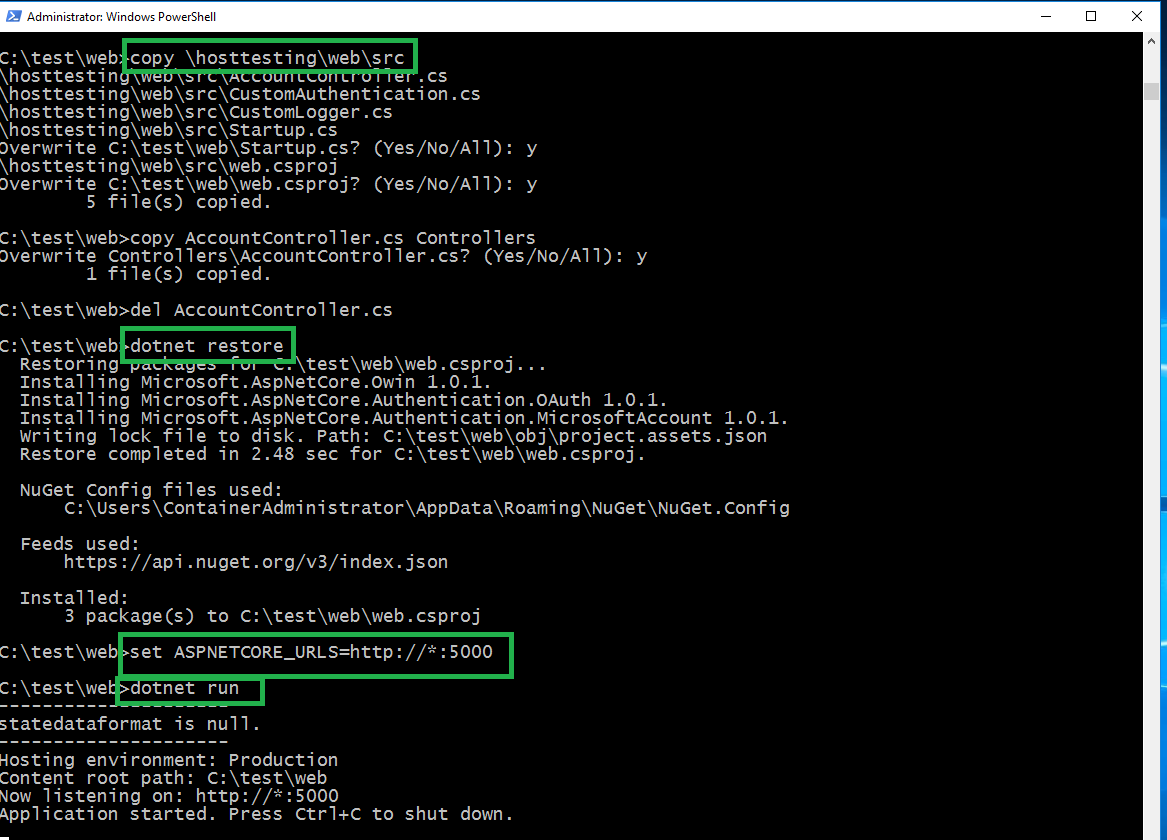 Administrator: Windows PowerShell
C:\test\web>copy \hosttesting\web\src
\hosttesting\web\src\AccountController.cs
\hosttesting\web\src\CustomAuthentication.cs
\hosttesting\web\src\CustomLogger.cs
\hosttesting\web\src\Startup.cs
Overwrite C:\test\web\Startup.cs? (Yes/No/All): y
\hosttesting\web\src\web.csproj
Overwrite C:\test\web\web.csproj? (Yes/No/All): y
5 file(s) copied.
C:\test\web>copy AccountController.cs Controllers
Overwrite Controllers\AccountController.cs? (Yes/No/All): y
1 file(s) copied.
C:\test\web>del AccountController.cs
C:\test\web>dotnet restore
Restoring packages for C:\test\web\web.csproj...
Installing Microsoft.AspNetCore.Owin 1.0.1.
Installing Microsoft.AspNetCore.Authentication.OAuth 1.0.1.
Installing Microsoft.AspNetCore.Authentication.MicrosoftAccount 1.0.1.
Writing lock file to disk. Path: C:\test\web\obj\project.assets.json
Restore completed in 2.48 sec for C:\test\web\web.csproj.
NuGet Config files used:
C:\Users\ContainerAdministrator\AppData\Roaming\NuGet\NuGet.Config
Feeds used:
https://api.nuget.org/v3/index.json
Installed:
3 package(s) to C:\test\web\web.csproj
C:\test\web>set ASPNETCORE_URLS=http://*:5000
C:\test\web>dotnet run
---------------------
statedataformat is null.
---------------------
Hosting environment: Production
Content root path: C:\test\web
Now listening on: http://*:5000
Application started. Press Ctrl+C to shut down.